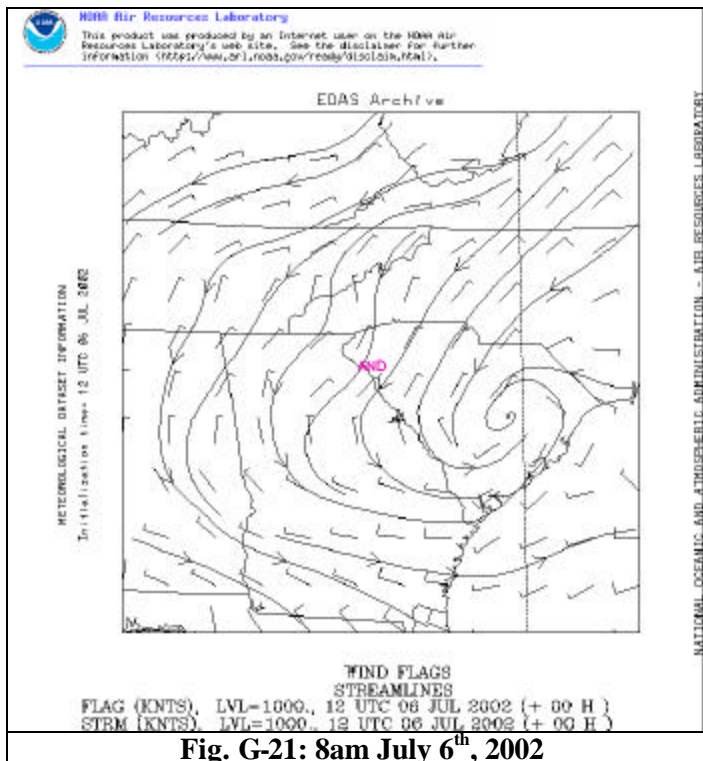 NOAA Air Resources Laboratory
This product was produced by an Internet user on the NOAA Air
Resources Laboratory's web site. See the disclaimer for further
information (http://www.arl.noaa.gov/ready/disclaim.html).
EDAS Archive
METEOROLOGICAL DATASET INFORMATION
Initialization time: 12 UTC 06 JUL 2002
AND
NATIONAL OCEANIC AND ATMOSPHERIC ADMINISTRATION - AIR RESOURCES LABORATORY
WIND FLAGS
STREAMLINES
FLAG (KNTS), LVL=1000., 12 UTC 06 JUL 2002 (+ 00 H )
STRM (KNTS), LVL=1000., 12 UTC 06 JUL 2002 (+ 00 H )
Fig. G-21: 8am July 6th, 2002